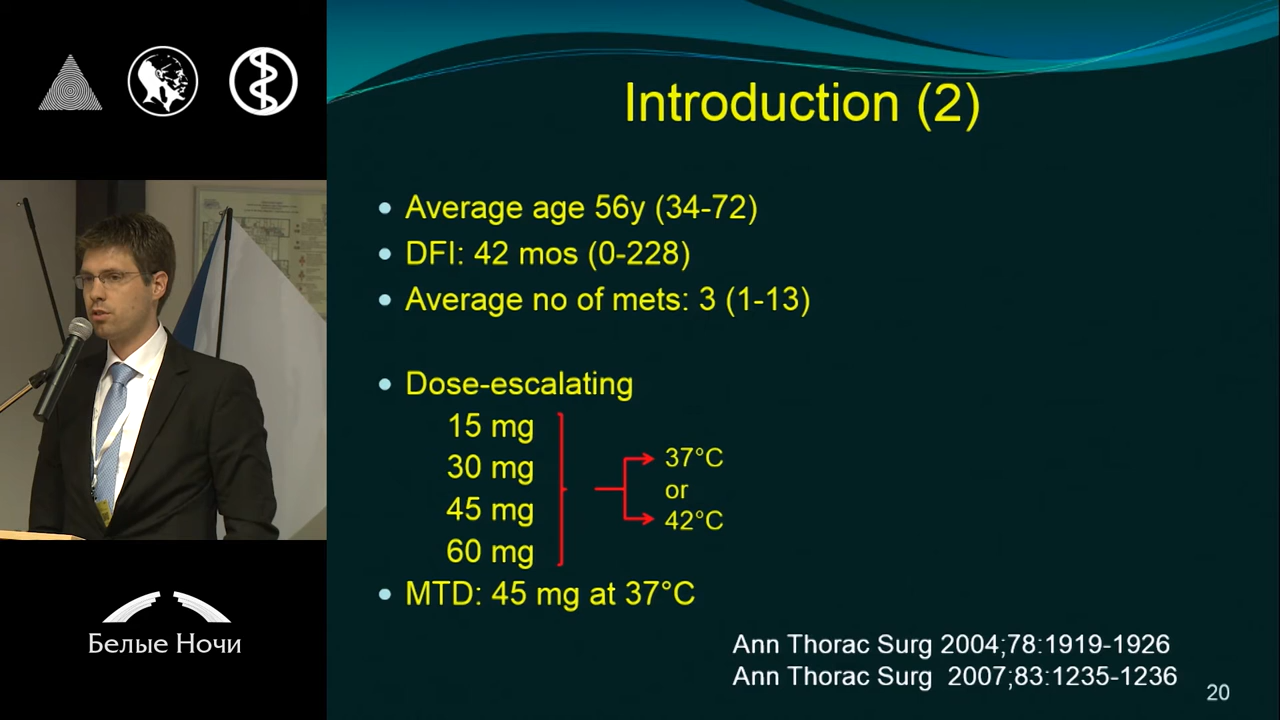 Introduction (2)
• Average age 56y (34-72)
• DFI: 42 mos (0-228)
• Average no of mets: 3 (1-13)
• Dose-escalating
15 mg
30 mg
45 mg
60 mg
37°C
or
42°C
• MTD: 45 mg at 37°C
Ann Thorac Surg 2004;78:1919-1926
Ann Thorac Surg 2007;83:1235-1236
20
Белые Ночи